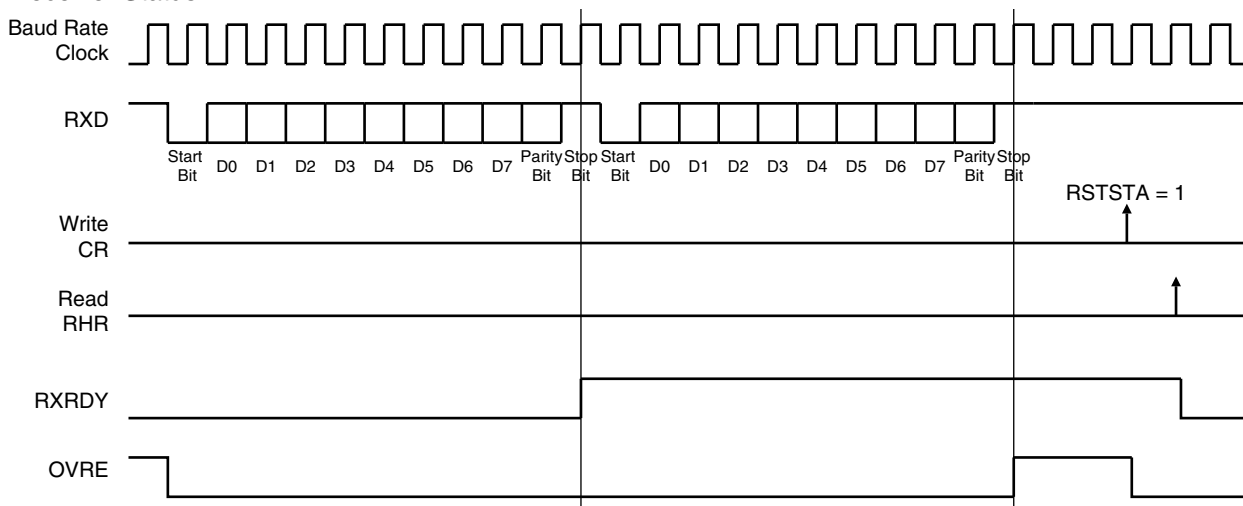 Baud Rate
Clock
RXD
Start
Bit
D0
D1
D2
D3
D4
D5
D6
D7
Parity
Bit
Stop
Bit
Start
Bit
D0
D1
D2
D3
D4
D5
D6
D7
Parity
Bit
Stop
Bit
RSTSTA = 1
Write
CR
Read
RHR
RXRDY
OVRE